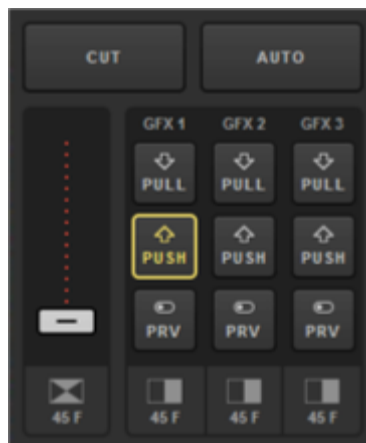 CUT AUTO
GFX 1 GFX 2 GFX 3
PULL PULL PULL
PUSH PUSH PUSH
PRV PRV PRV
45 F 45 F 45 F 45 F